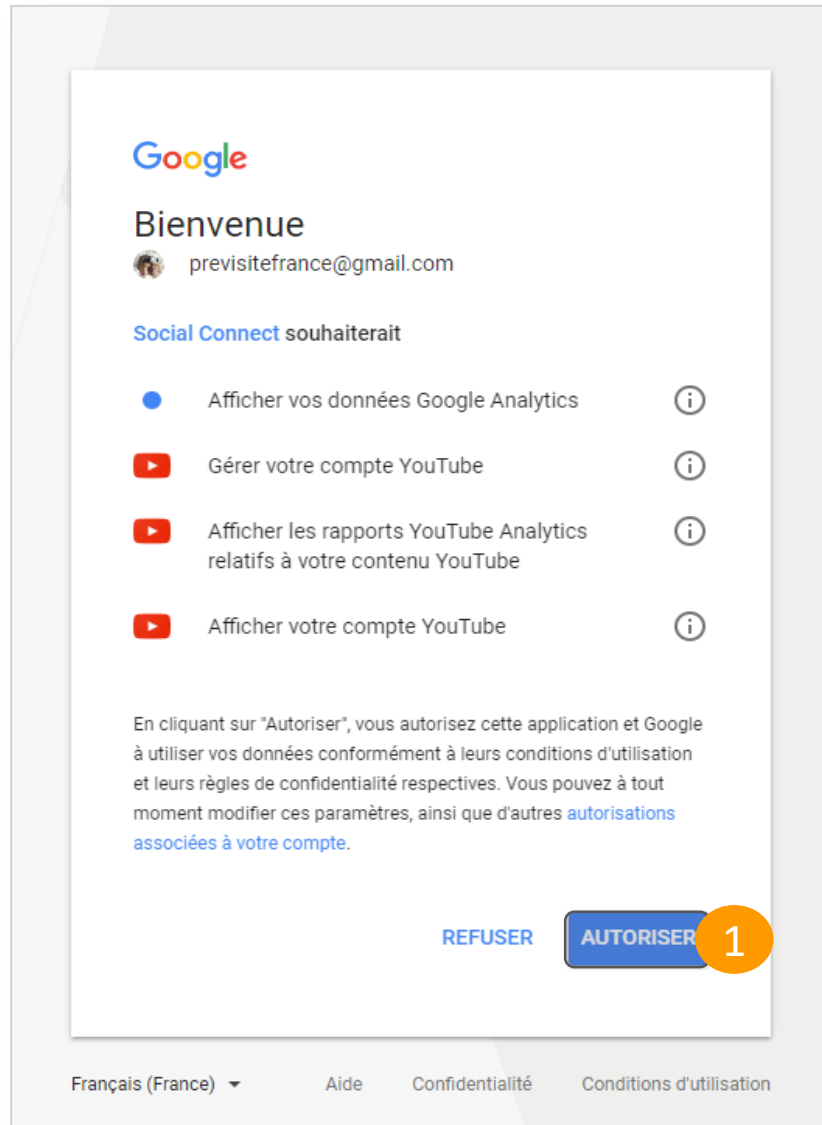 Google
Bienvenue
previsitefrance@gmail.com
Social Connect souhaiterait
Afficher vos données Google Analytics
Gérer votre compte YouTube
Afficher les rapports YouTube Analytics
relatifs à votre contenu YouTube
Afficher votre compte YouTube
En cliquant sur "Autoriser", vous autorisez cette application et Google
à utiliser vos données conformément à leurs conditions d'utilisation
et leurs règles de confidentialité respectives. Vous pouvez à tout
moment modifier ces paramètres, ainsi que d'autres autorisations
associées à votre compte.
REFUSER AUTORISER 1
Français (France) Aide Confidentialité Conditions d'utilisation